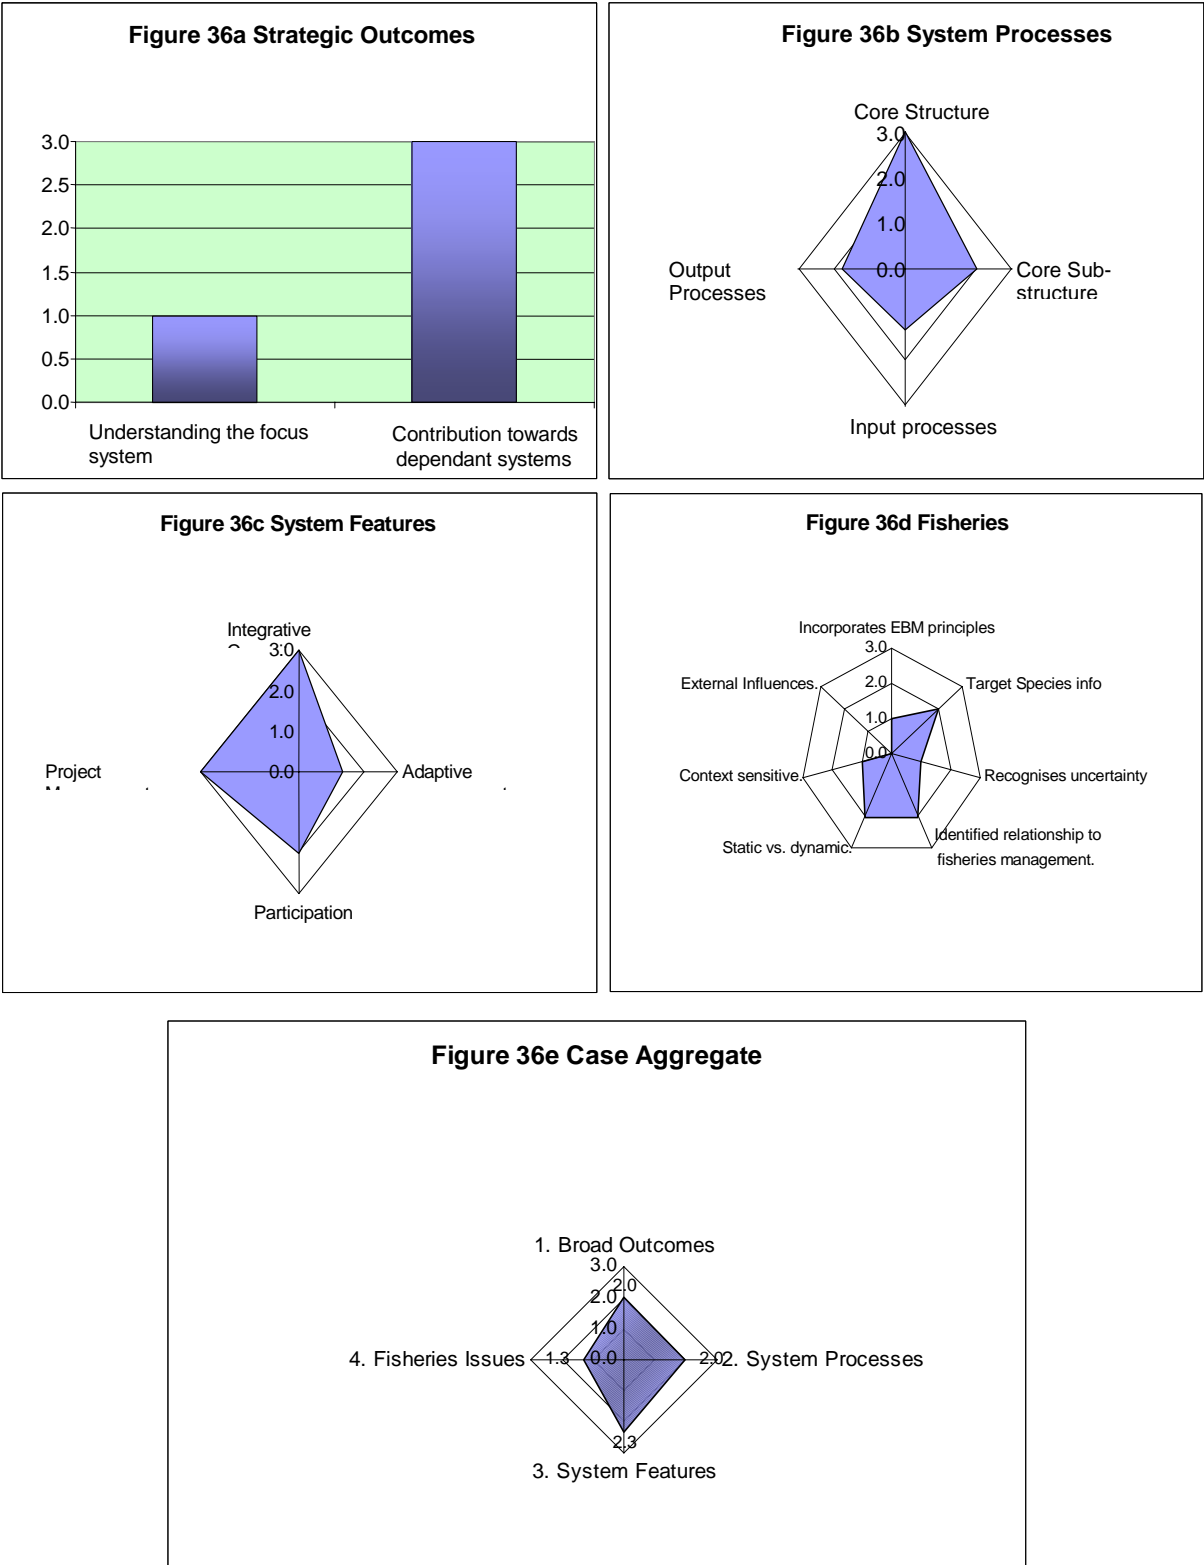 Figure 36a Strategic Outcomes
3.0
2.5
2.0
1.5
1.0
0.5
0.0
Understanding the focus
system
Contribution towards
dependant systems
Figure 36b System Processes
Core Structure
3.0
2.0
1.0
0.0
Output
Processes
Core Sub-
structure
Input processes
Figure 36c System Features
Integrative
3.0
2.0
1.0
0.0
Project
Adaptive
Participation
Figure 36d Fisheries
Incorporates EBM principles
3.0
2.0
1.0
0.0
External Influences.
Target Species info
Context sensitive.
Recognises uncertainty
Static vs. dynamic.
Identified relationship to
fisheries management.
Figure 36e Case Aggregate
1. Broad Outcomes
3.0
2.0
2.0
1.0
4. Fisheries Issues
1.3
0.0
2.0
2. System Processes
2.3
3. System Features